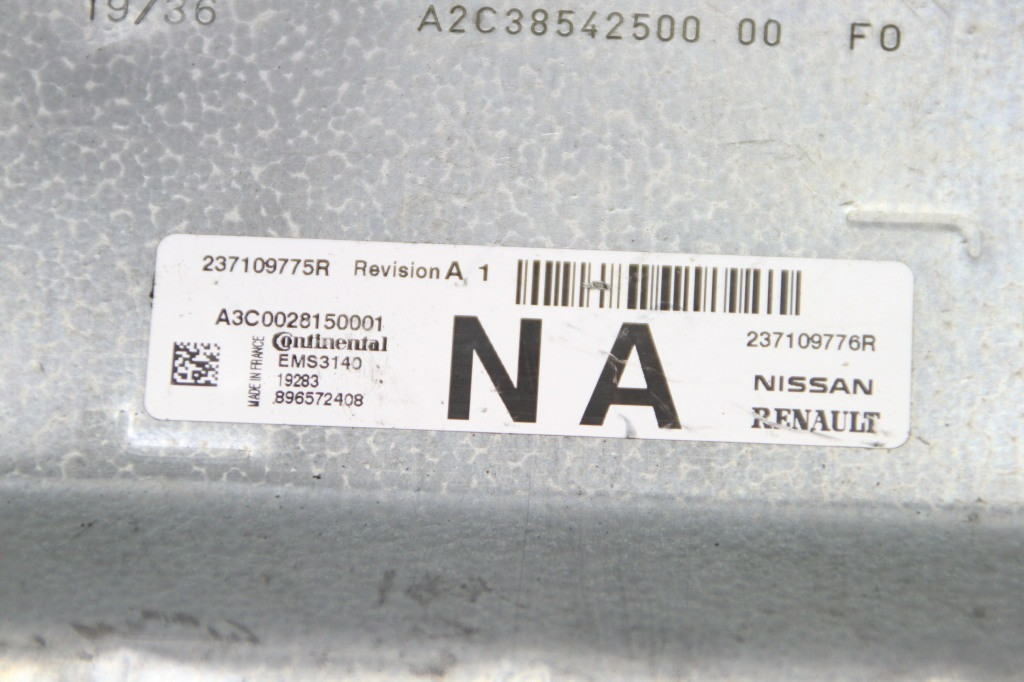 19/36 A2C38542500 00 F0
237109775R Revision A 1
A3C0028150001
Continental
EMS3140
19283
896572408
MADE IN FRANCE
NA
237109776R
NISSAN
RENAULT